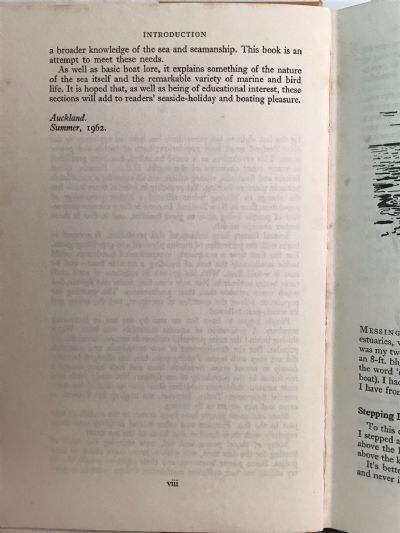 INTRODUCTION
a broader knowledge of the sea and seamanship. This book is an
attempt to meet these needs.
As well as basic boat lore, it explains something of the nature
of the sea itself and the remarkable variety of marine and bird
life. It is hoped that, as well as being of educational interest, these
sections will add to readers' seaside-holiday and boating pleasure.
Auckland.
Summer, 1962.
viii
MESSING
estuaries,
was my tw
an 8-ft. blu
the word
boat). I had
I have from
Stepping
To this
I stepped a
above the
above the k
It's bette
and never i